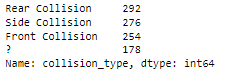 Rear Collision 292
Side Collision 276
Front Collision 254
? 178
Name: collision_type, dtype: int64